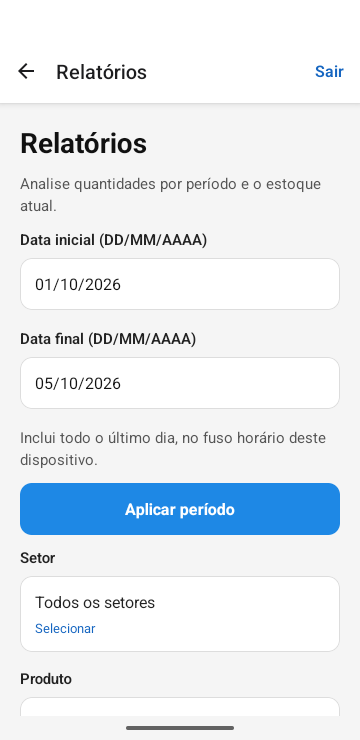 Relatórios
Sair
Relatórios
Analise quantidades por período e o estoque
atual.
Data inicial (DD/MM/AAAA)
01/10/2026
Data final (DD/MM/AAAA)
05/10/2026
Inclui todo o último dia, no fuso horário deste
dispositivo.
Aplicar período
Setor
Todos os setores
Selecionar
Produto